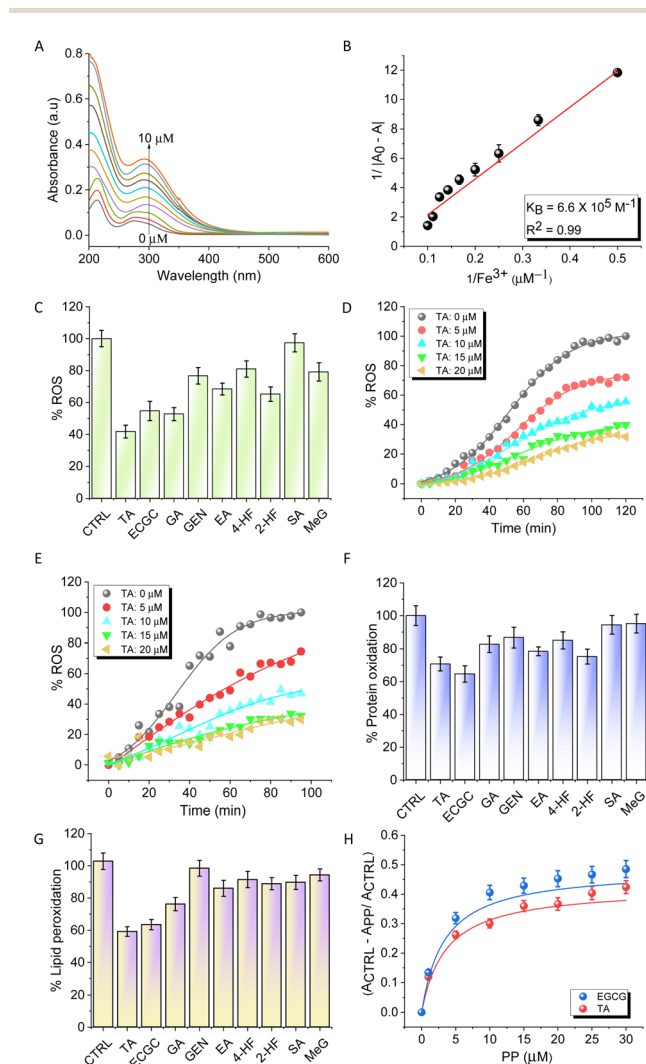 A
Absorbance (a.u)
0.8
0.6
0.4
0.2
0.0
10 µM
0 µM
200 300 400 500 600
Wavelength (nm)
B
1/ |A0 - A|
12
10
8
6
4
2
0
KB = 6.6 X 10⁵ M⁻¹
R² = 0.99
0.1 0.2 0.3 0.4 0.5
1/Fe³⁺ (µM⁻¹)
C
% ROS
120
100
80
60
40
20
0
CTRL TA ECGC GA GEN EA 4-HF 2-HF SA MeG
D
% ROS
120
100
80
60
40
20
0
TA: 0 µM
TA: 5 µM
TA: 10 µM
TA: 15 µM
TA: 20 µM
0 20 40 60 80 100 120
Time (min)
E
% ROS
120
100
80
60
40
20
0
TA: 0 µM
TA: 5 µM
TA: 10 µM
TA: 15 µM
TA: 20 µM
0 20 40 60 80 100
Time (min)
F
% Protein oxidation
120
100
80
60
40
20
0
CTRL TA ECGC GA GEN EA 4-HF 2-HF SA MeG
G
% Lipid peroxidation
120
100
80
60
40
20
0
CTRL TA ECGC GA GEN EA 4-HF 2-HF SA MeG
H
(ACTRL - APP/ ACTRL)
0.6
0.5
0.4
0.3
0.2
0.1
0.0
EGCG
TA
0 5 10 15 20 25 30
PP (µM)